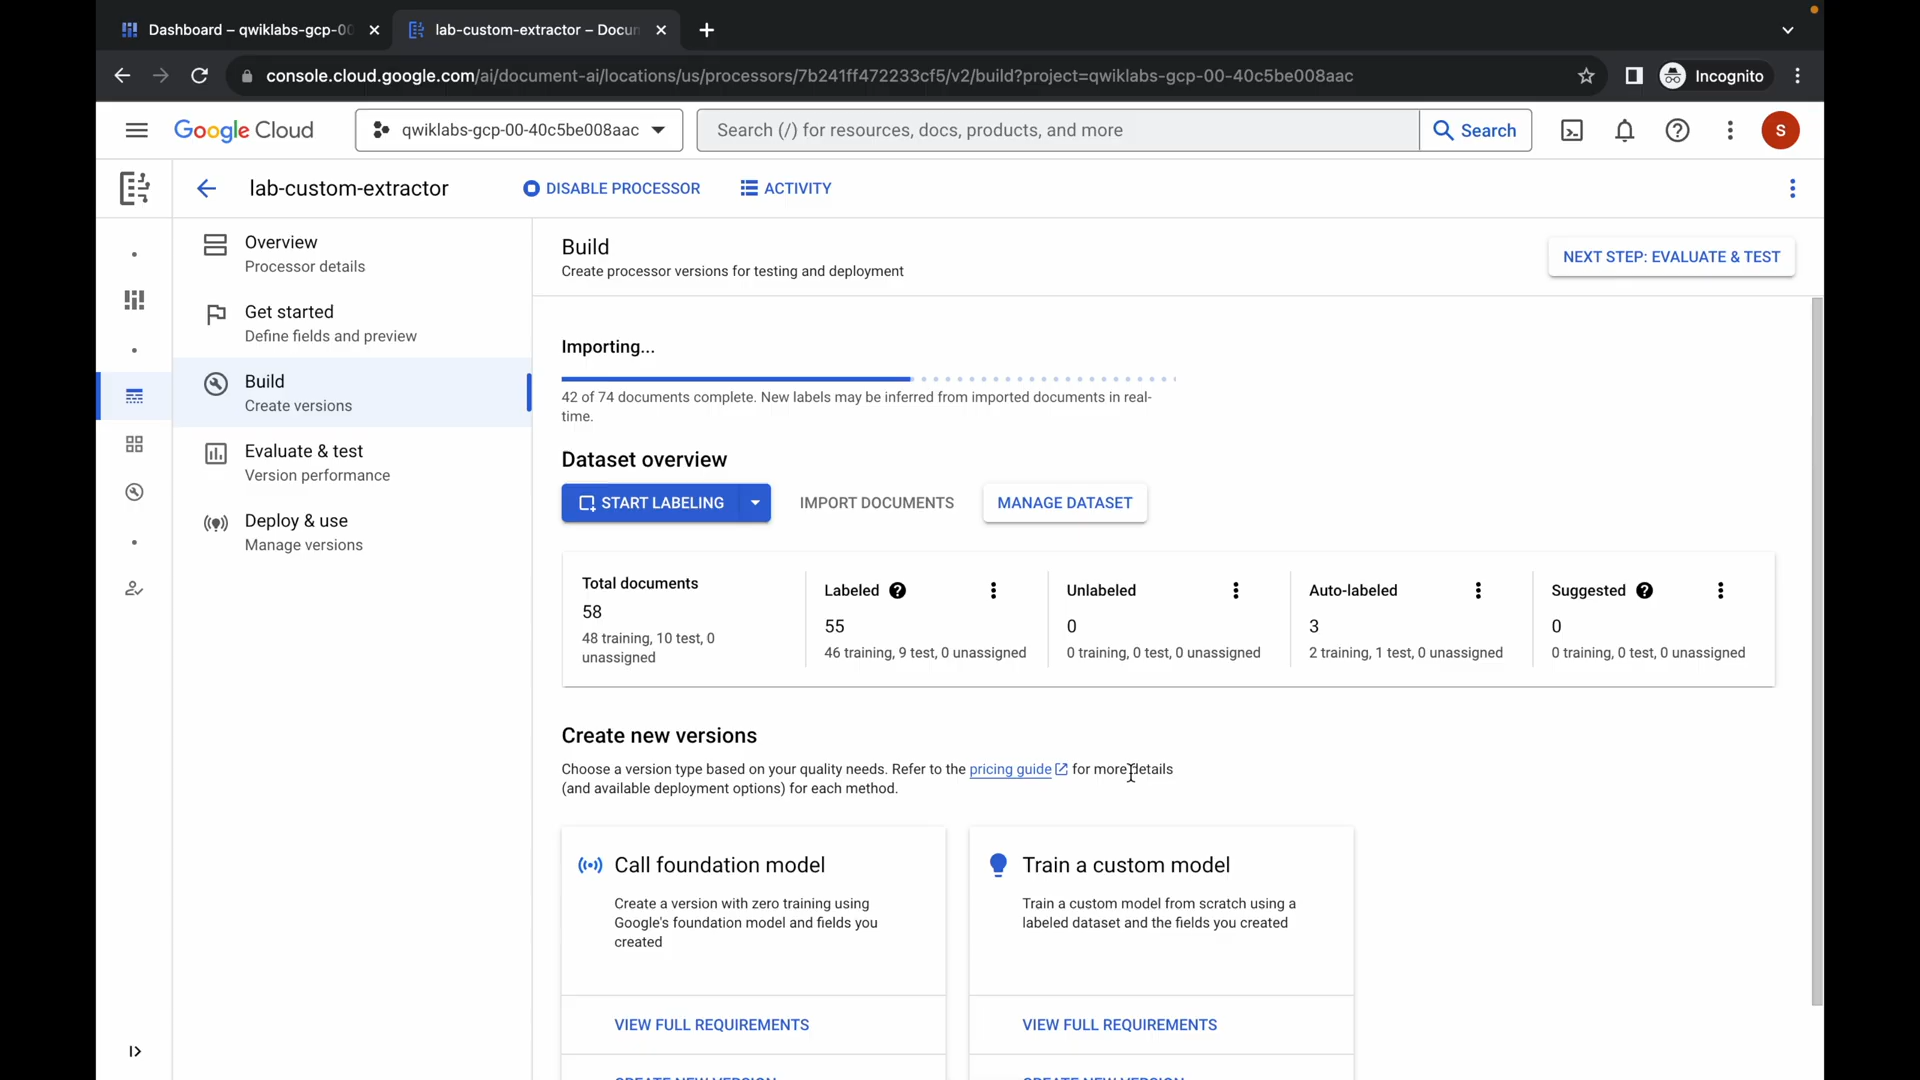 Dashboard – qwiklabs-gcp-00
lab-custom-extractor – Docum
console.cloud.google.com/ai/document-ai/locations/us/processors/7b241ff472233cf5/v2/build?project=qwiklabs-gcp-00-40c5be008aac
Incognito
Google Cloud
qwiklabs-gcp-00-40c5be008aac
Search (/) for resources, docs, products, and more
Search
S
lab-custom-extractor
DISABLE PROCESSOR
ACTIVITY
Overview
Processor details
Get started
Define fields and preview
Build
Create versions
Evaluate & test
Version performance
Deploy & use
Manage versions
Build
Create processor versions for testing and deployment
NEXT STEP: EVALUATE & TEST
Importing...
42 of 74 documents complete. New labels may be inferred from imported documents in real-
time.
Dataset overview
START LABELING
IMPORT DOCUMENTS
MANAGE DATASET
Total documents
58
48 training, 10 test, 0
unassigned
Labeled
55
46 training, 9 test, 0 unassigned
Unlabeled
0
0 training, 0 test, 0 unassigned
Auto-labeled
3
2 training, 1 test, 0 unassigned
Suggested
0
0 training, 0 test, 0 unassigned
Create new versions
Choose a version type based on your quality needs. Refer to the pricing guide for more details
(and available deployment options) for each method.
Call foundation model
Create a version with zero training using
Google's foundation model and fields you
created
VIEW FULL REQUIREMENTS
CREATE NEW VERSION
Train a custom model
Train a custom model from scratch using a
labeled dataset and the fields you created
VIEW FULL REQUIREMENTS
CREATE NEW VERSION